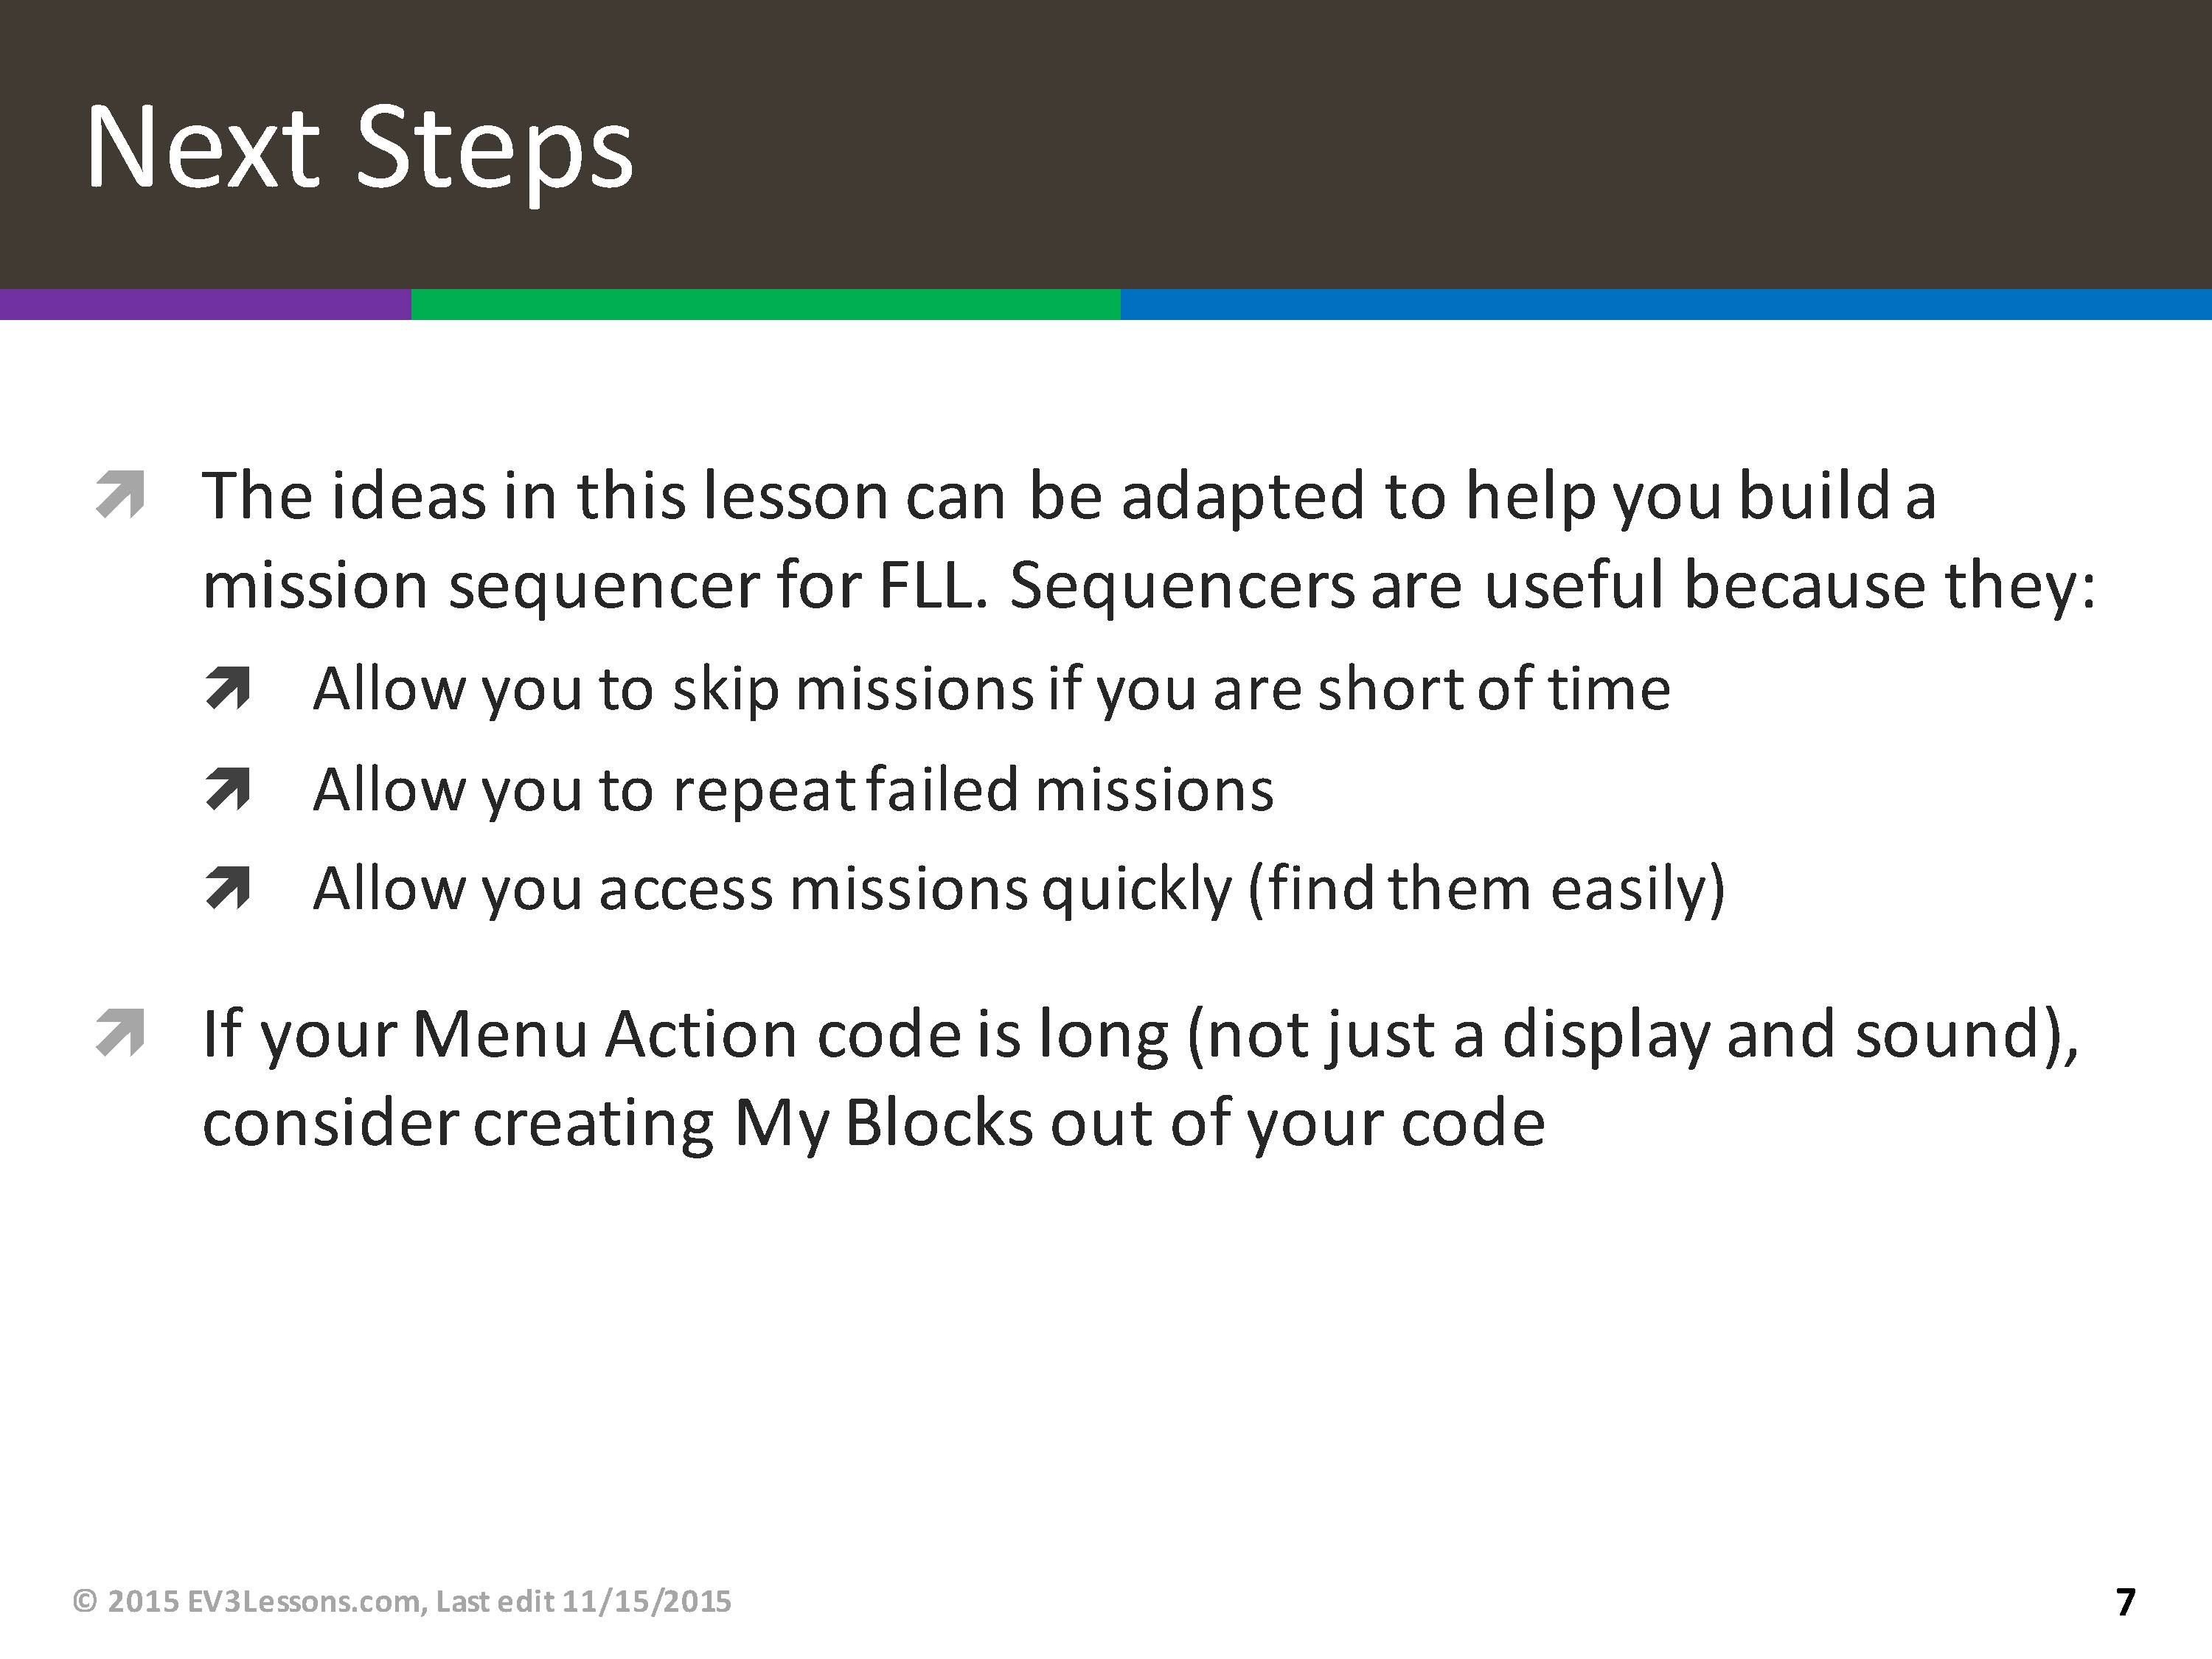 Next Steps
The ideas in this lesson can be adapted to help you build a
mission sequencer for FLL. Sequencers are useful because they:
Allow you to skip missions if you are short of time
Allow you to repeat failed missions
Allow you access missions quickly (find them easily)
If your Menu Action code is long (not just a display and sound),
consider creating My Blocks out of your code
© 2015 EV3Lessons.com, Last edit 11/15/2015
7